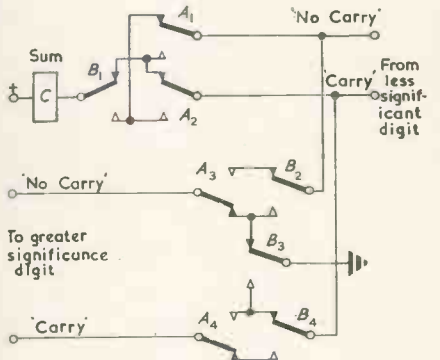 A1
'No Carry'
Sum
B1
+
C
A2
'Carry'
From
less
signif-
icant
digit
'No Carry'
A3
B2
To greater
significance
digit
B3
'Carry'
A4
B4